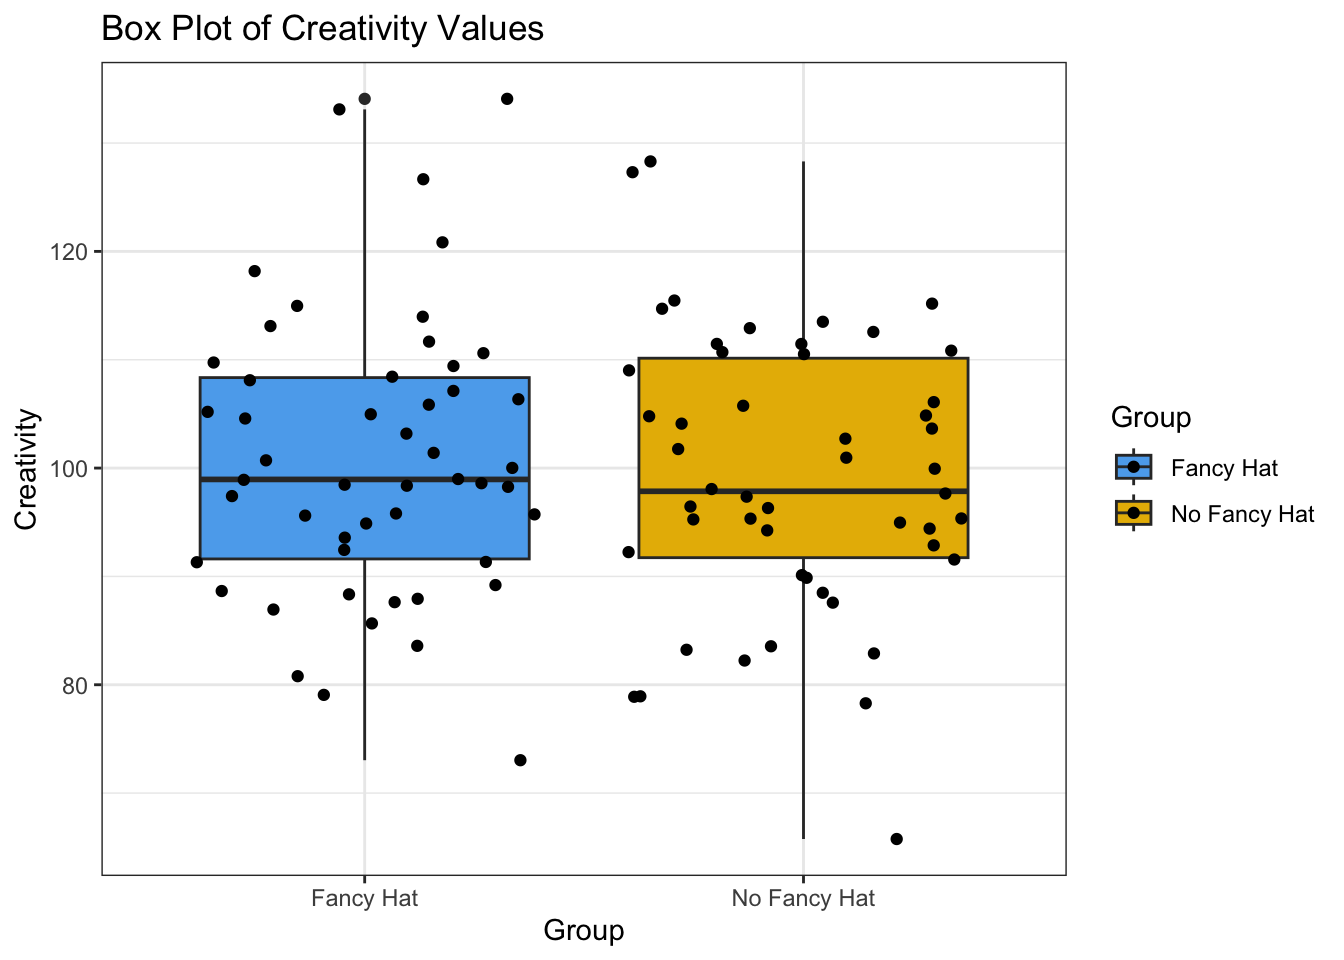 Box Plot of Creativity Values
120
100
80
Creativity
Fancy Hat
No Fancy Hat
Group
Group
Fancy Hat
No Fancy Hat